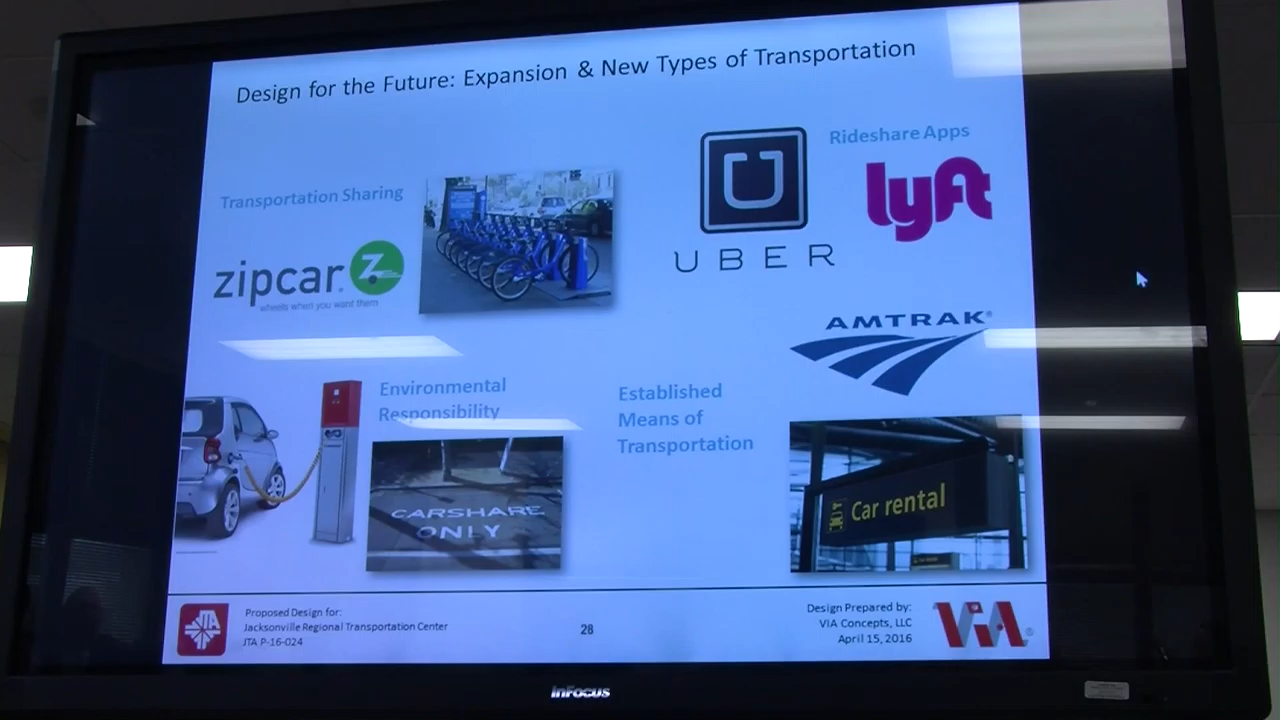 Design for the Future: Expansion & New Types of Transportation
Rideshare Apps
Transportation Sharing
zipcar
Z
wheels when you want them
U
UBER
lyft
AMTRAK®
Environmental
Responsibility
CARSHARE
ONLY
Established
Means of
Transportation
Car rental
JTA
Proposed Design for:
Jacksonville Regional Transportation Center
JTA P-16-024
28
Design Prepared by:
VIA Concepts, LLC
April 15, 2016
VIA®
InFocus